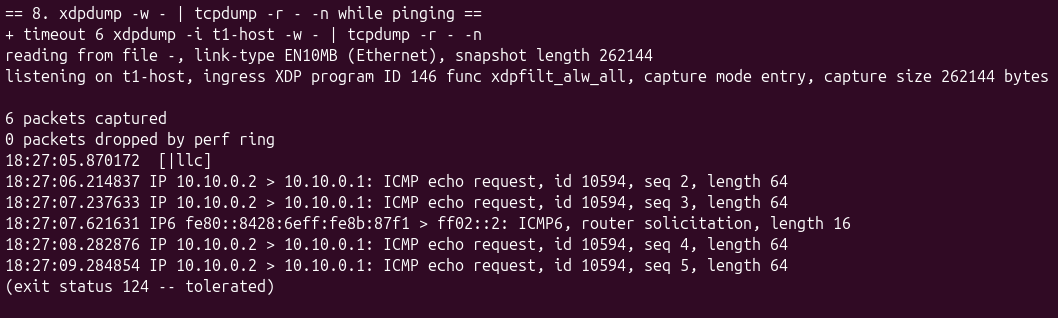 == 8. xdpdump -w - | tcpdump -r - -n while pinging ==
+ timeout 6 xdpdump -i t1-host -w - | tcpdump -r - -n
reading from file -, link-type EN10MB (Ethernet), snapshot length 262144
listening on t1-host, ingress XDP program ID 146 func xdpfilt_alw_all, capture mode entry, capture size 262144 bytes

6 packets captured
0 packets dropped by perf ring
18:27:05.870172  [|llc]
18:27:06.214837 IP 10.10.0.2 > 10.10.0.1: ICMP echo request, id 10594, seq 2, length 64
18:27:07.237633 IP 10.10.0.2 > 10.10.0.1: ICMP echo request, id 10594, seq 3, length 64
18:27:07.621631 IP6 fe80::8428:6eff:fe8b:87f1 > ff02::2: ICMP6, router solicitation, length 16
18:27:08.282876 IP 10.10.0.2 > 10.10.0.1: ICMP echo request, id 10594, seq 4, length 64
18:27:09.284854 IP 10.10.0.2 > 10.10.0.1: ICMP echo request, id 10594, seq 5, length 64
(exit status 124 -- tolerated)